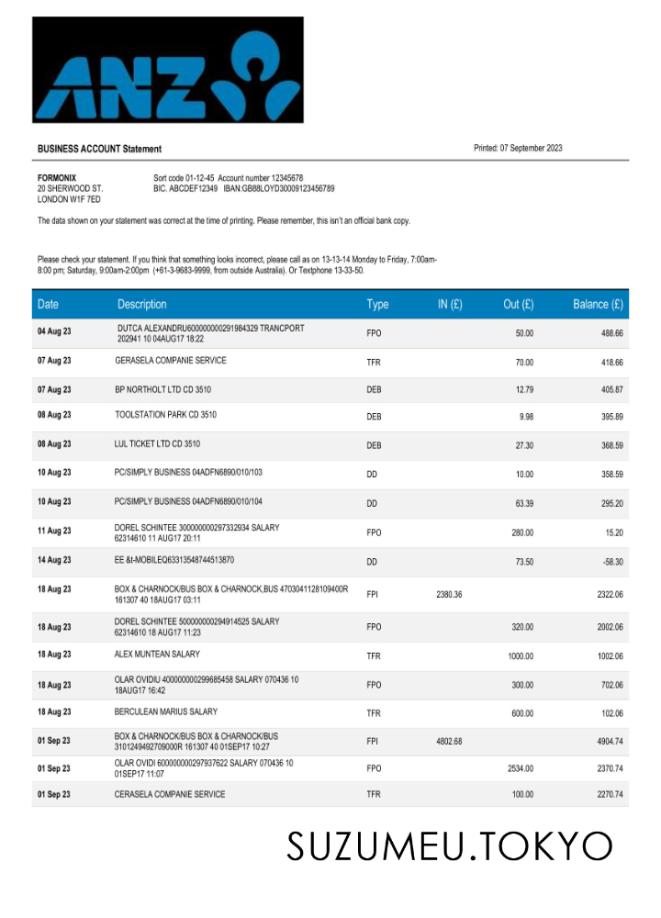 ANZ
BUSINESS ACCOUNT Statement Printed: 07 September 2023
FORMONIX Sort code 01-12-45 Account number 12345678
20 SHERWOOD ST. BIC. ABCDEF12349 IBAN:GB88LOYD30009123456789
LONDON W1F 7ED
The data shown on your statement was correct at the time of printing. Please remember, this isn't an official bank copy.
Please check your statement. If you think that something looks incorrect, please call as on 13-13-14 Monday to Friday, 7:00am-
8:00 pm; Saturday, 9:00am-2:00pm (+61-3-9683-9999, from outside Australia). Or Textphone 13-33-50.
Date Description Type IN (£) Out (£) Balance (£)
04 Aug 23 DUTCA ALEXANDRU600000000291984329 TRANCPORT FPO 50.00 488.66
202941 10 04AUG17 18:22
07 Aug 23 GERASELA COMPANIE SERVICE TFR 70.00 418.66
07 Aug 23 BP NORTHOLT LTD CD 3510 DEB 12.79 405.87
08 Aug 23 TOOLSTATION PARK CD 3510 DEB 9.98 395.89
08 Aug 23 LUL TICKET LTD CD 3510 DEB 27.30 368.59
10 Aug 23 PC/SIMPLY BUSINESS 04ADFN6890/010/103 DD 10.00 358.59
10 Aug 23 PC/SIMPLY BUSINESS 04ADFN6890/010/104 DD 63.39 295.20
11 Aug 23 DOREL SCHINTEE 300000000297332934 SALARY FPO 280.00 15.20
62314610 11 AUG17 20:11
14 Aug 23 EE &t-MOBILEQ63313548744513870 DD 73.50 -58.30
18 Aug 23 BOX & CHARNOCK/BUS BOX & CHARNOCK,BUS 4703041128109400R FPI 2380.36 2322.06
161307 40 18AUG17 03:11
18 Aug 23 DOREL SCHINTEE 500000000294914525 SALARY FPO 320.00 2002.06
62314610 18 AUG17 11:23
18 Aug 23 ALEX MUNTEAN SALARY TFR 1000.00 1002.06
18 Aug 23 OLAR OVIDIU 400000000299685458 SALARY 070436 10 FPO 300.00 702.06
18AUG17 16:42
18 Aug 23 BERCULEAN MARIUS SALARY TFR 600.00 102.06
01 Sep 23 BOX & CHARNOCK/BUS BOX & CHARNOCK/BUS FPI 4802.68 4904.74
3101249492709000R 161307 40 01SEP17 10:27
01 Sep 23 OLAR OVIDI 600000000297937622 SALARY 070436 10 FPO 2534.00 2370.74
01SEP17 11:07
01 Sep 23 CERASELA COMPANIE SERVICE TFR 100.00 2270.74
SUZUMEU.TOKYO